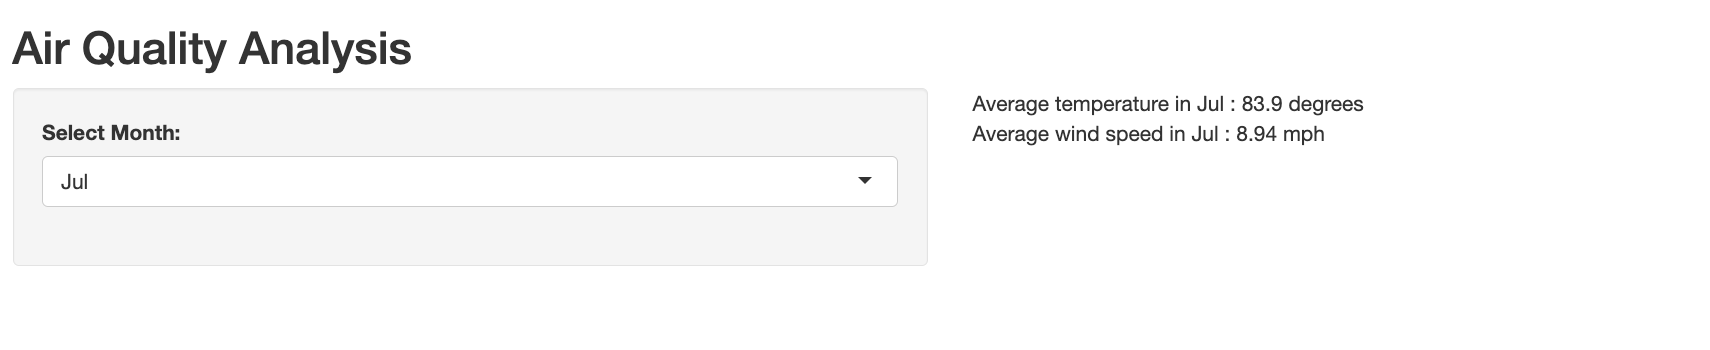 Air Quality Analysis
Select Month:
Jul
Average temperature in Jul : 83.9 degrees
Average wind speed in Jul : 8.94 mph